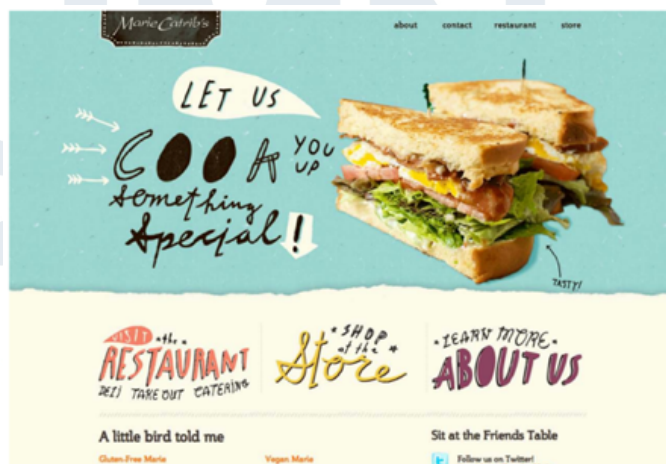 Marie Catrib's
about contact restaurant store
LET US
COOK YOU UP
something
special!
TASTY!
VISIT the
RESTAURANT
DELI TAKE OUT CATERING
SHOP
at the
Store
LEARN MORE
ABOUT US
A little bird told me
Sit at the Friends Table
Gluten-Free Marie
Vegan Marie
Follow us on Twitter!